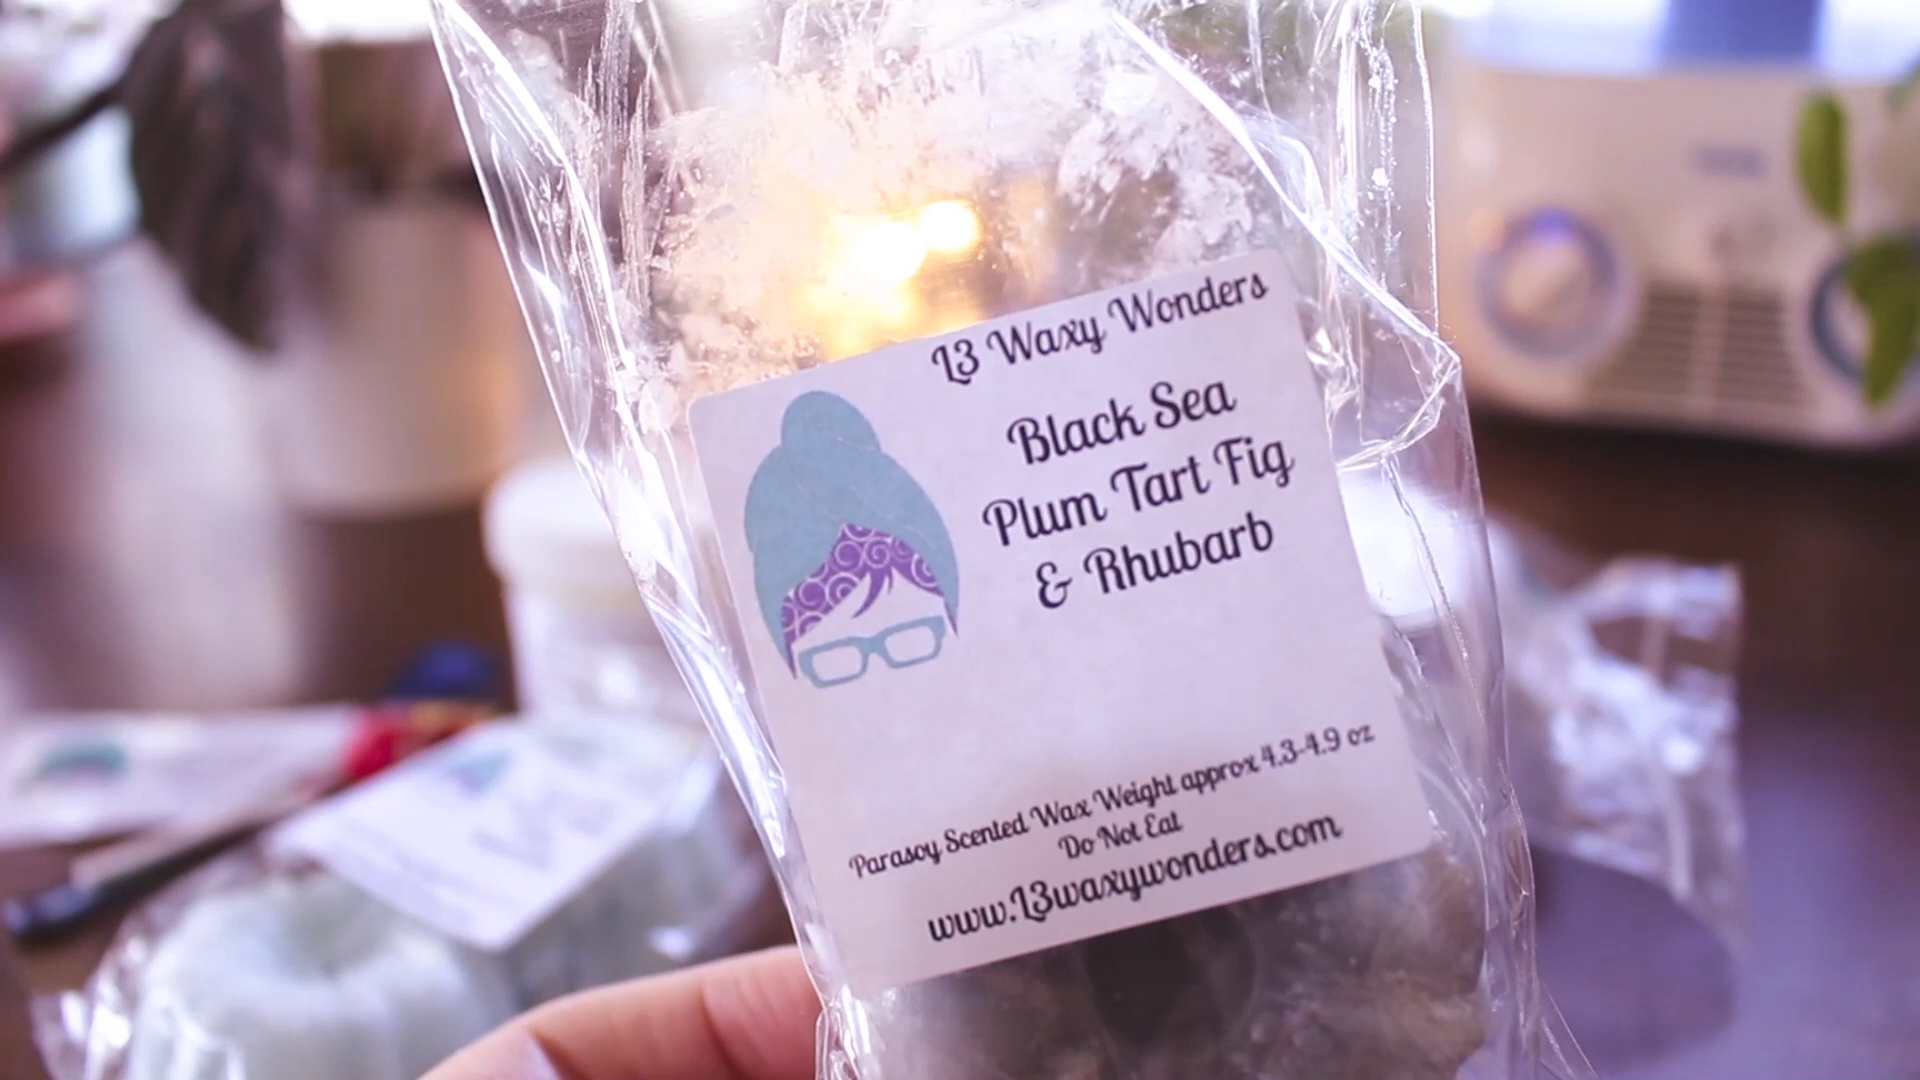 L3 Waxy Wonders
Black Sea
Plum Tart Fig
& Rhubarb
Parasoy Scented Wax Weight approx 4.3-4.9 oz
Do Not Eat
www.L3waxywonders.com